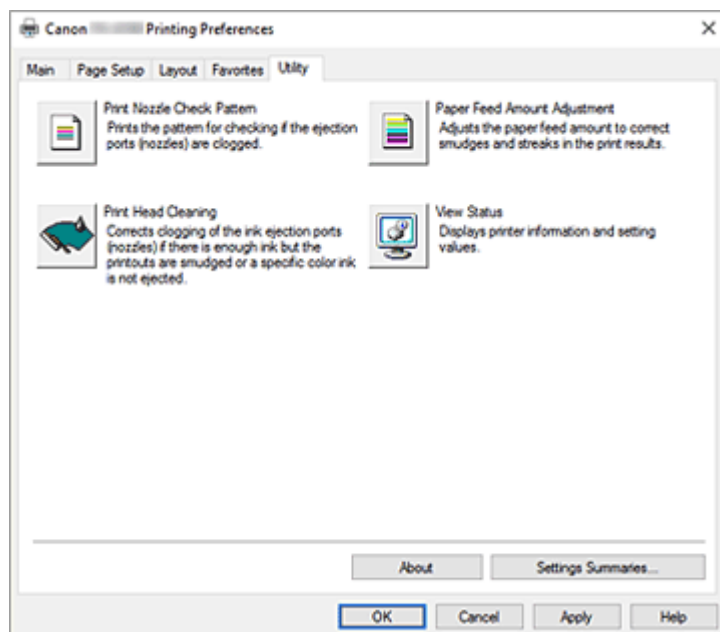 Canon Printing Preferences
Main Page Setup Layout Favorites Utility
Print Nozzle Check Pattern
Prints the pattern for checking if the ejection
ports (nozzles) are clogged.
Paper Feed Amount Adjustment
Adjusts the paper feed amount to correct
smudges and streaks in the print results.
Print Head Cleaning
Corrects clogging of the ink ejection ports
(nozzles) if there is enough ink but the
printouts are smudged or a specific color ink
is not ejected.
View Status
Displays printer information and setting
values.
About Settings Summaries...
OK Cancel Apply Help